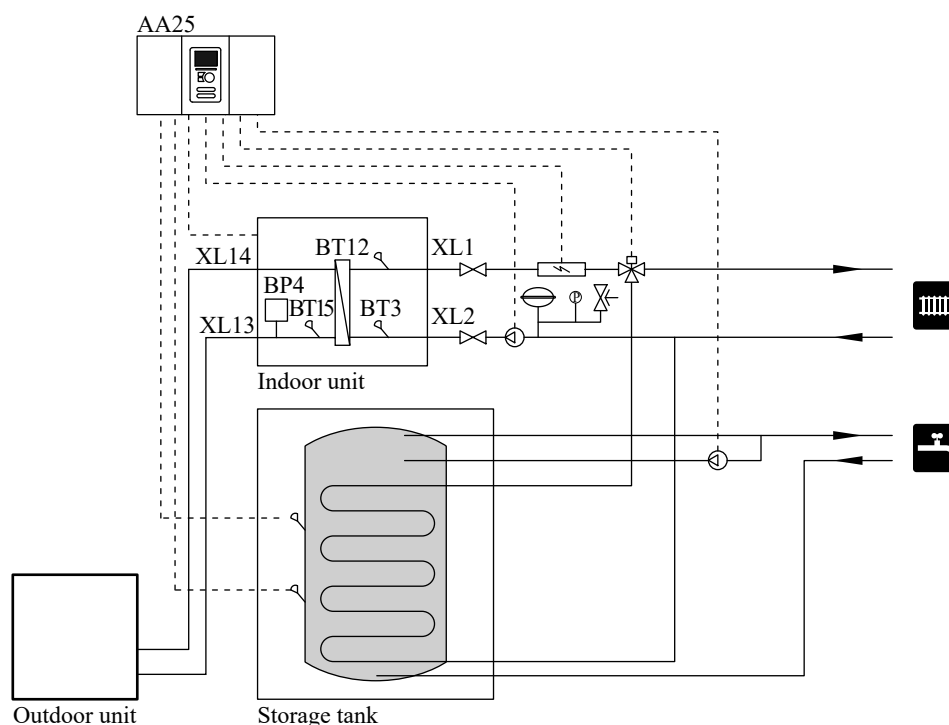 AA25
XL14
BT12
XL1
BP4
BT15
BT3
XL13
XL2
P
Indoor unit
Outdoor unit
Storage tank